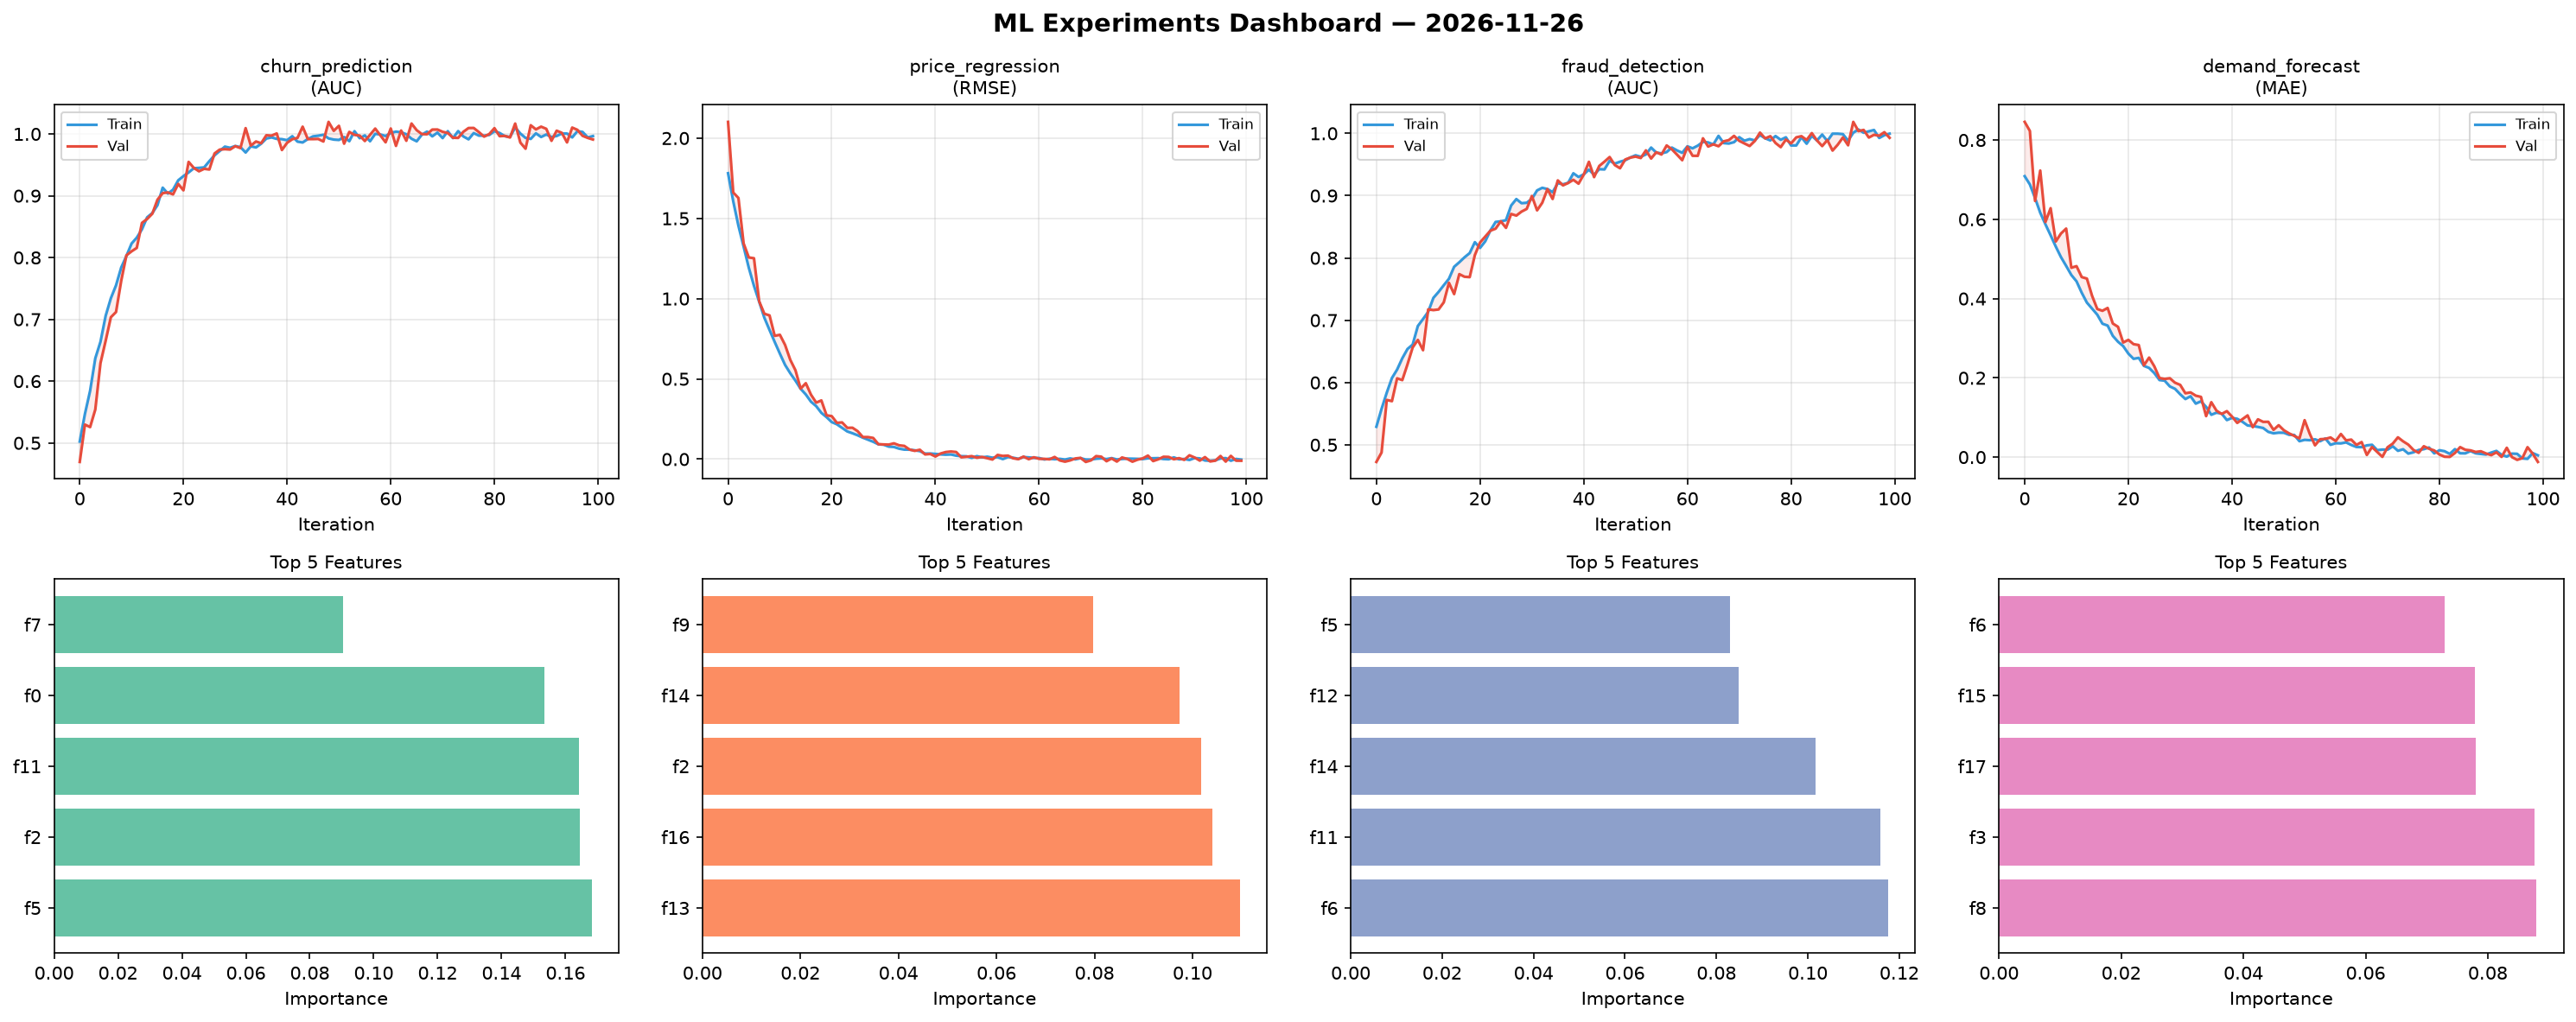 ML Experiments Dashboard — 2026-11-26
churn_prediction
(AUC)
Train
Val
1.0
0.9
0.8
0.7
0.6
0.5
0
20
40
60
80
100
Iteration
price_regression
(RMSE)
Train
Val
2.0
1.5
1.0
0.5
0.0
0
20
40
60
80
100
Iteration
fraud_detection
(AUC)
Train
Val
1.0
0.9
0.8
0.7
0.6
0.5
0
20
40
60
80
100
Iteration
demand_forecast
(MAE)
Train
Val
0.8
0.6
0.4
0.2
0.0
0
20
40
60
80
100
Iteration
Top 5 Features
f7
f0
f11
f2
f5
0.00
0.02
0.04
0.06
0.08
0.10
0.12
0.14
0.16
Importance
Top 5 Features
f9
f14
f2
f16
f13
0.00
0.02
0.04
0.06
0.08
0.10
Importance
Top 5 Features
f5
f12
f14
f11
f6
0.00
0.02
0.04
0.06
0.08
0.10
0.12
Importance
Top 5 Features
f6
f15
f17
f3
f8
0.00
0.02
0.04
0.06
0.08
Importance